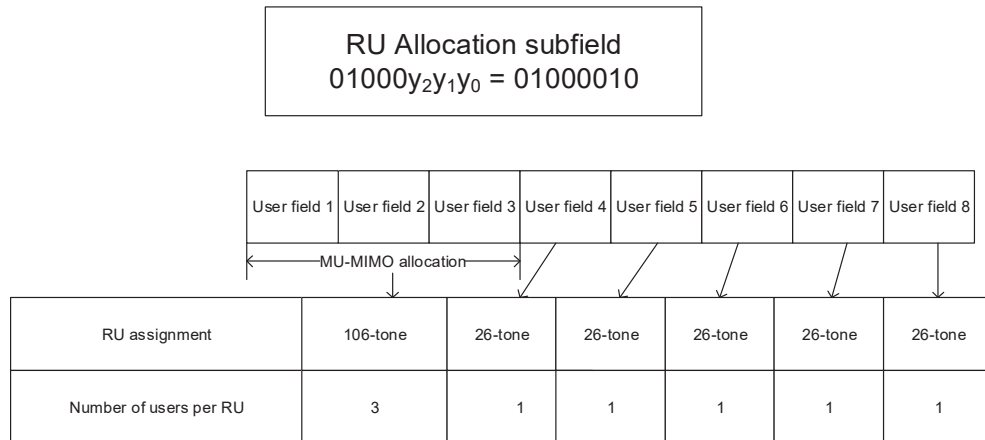 RU Allocation subfield
01000y₂y₁y₀ = 01000010
User field 1 User field 2 User field 3 User field 4 User field 5 User field 6 User field 7 User field 8
MU-MIMO allocation
RU assignment 106-tone 26-tone 26-tone 26-tone 26-tone 26-tone
Number of users per RU 3 1 1 1 1 1